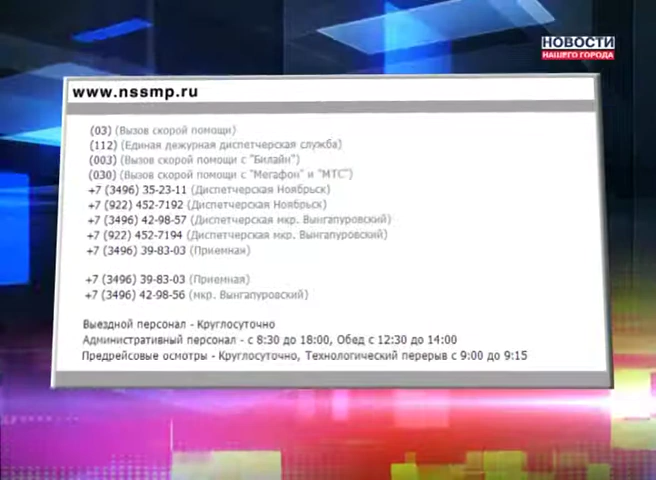 НОВОСТИ
НАШЕГО ГОРОДА
www.nssmp.ru
(03) (Вызов скорой помощи)
(112) (Единая дежурная диспетчерская служба)
(003) (Вызов скорой помощи с "Билайн")
(030) (Вызов скорой помощи с "Мегафон" и "МТС")
+7 (3496) 35-23-11 (Диспетчерская Ноябрьск)
+7 (922) 452-7192 (Диспетчерская Ноябрьск)
+7 (3496) 42-98-57 (Диспетчерская мкр. Вынгапуровский)
+7 (922) 452-7194 (Диспетчерская мкр. Вынгапуровский)
+7 (3496) 39-83-03 (Приемная)
+7 (3496) 39-83-03 (Приемная)
+7 (3496) 42-98-56 (мкр. Вынгапуровский)
Выездной персонал - Круглосуточно
Административный персонал - с 8:30 до 18:00, Обед с 12:30 до 14:00
Предрейсовые осмотры - Круглосуточно, Технологический перерыв с 9:00 до 9:15